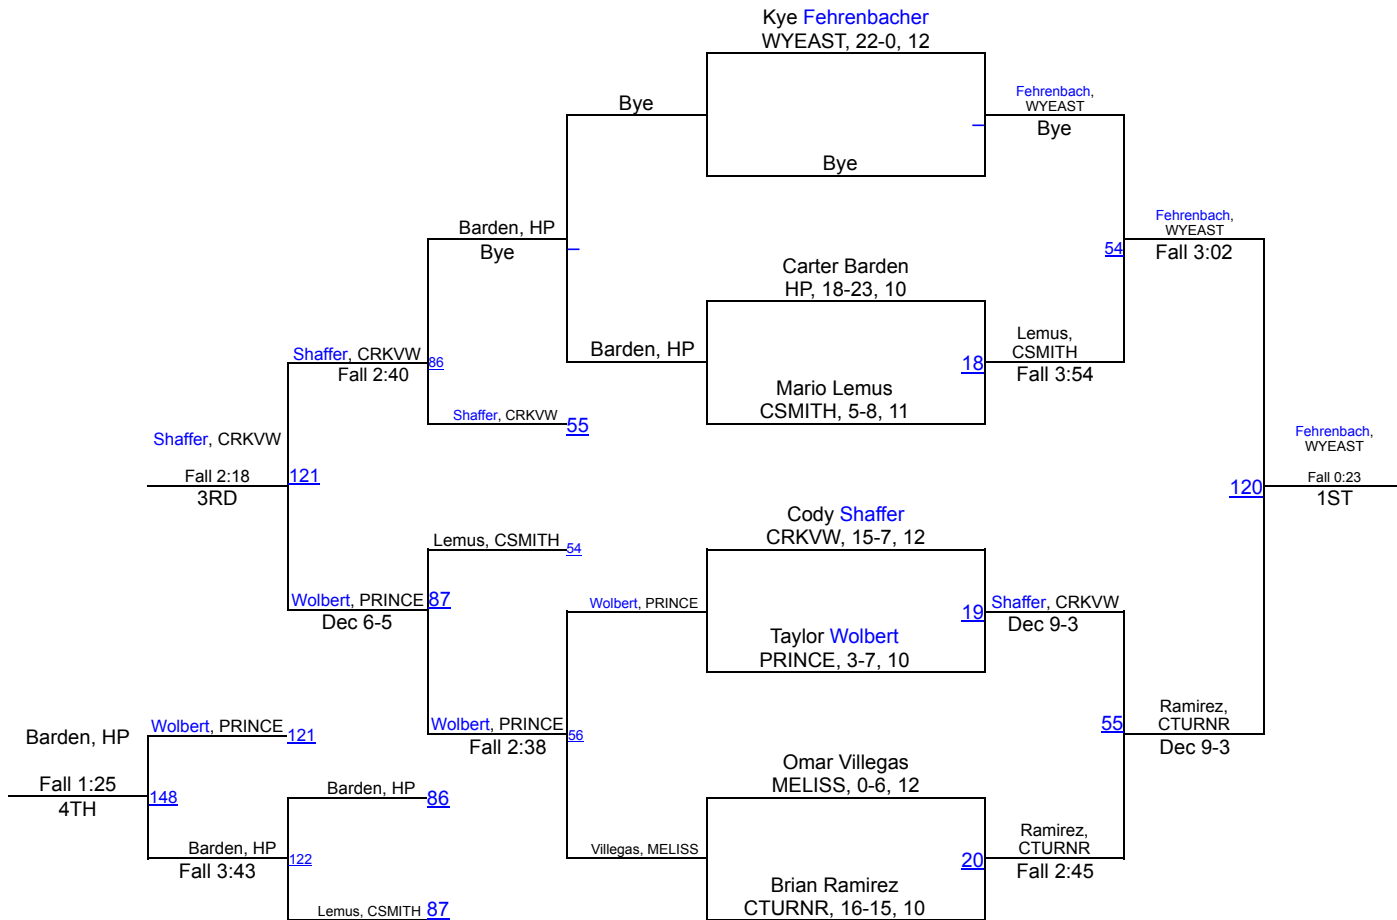 Kye Fehrenbacher
WYEAST, 22-0, 12
Bye
Bye
Fehrenbach,
WYEAST
Bye
Barden, HP
Bye
Fehrenbach,
WYEAST
Fall 3:02
54
Carter Barden
HP, 18-23, 10
Barden, HP
Mario Lemus
CSMITH, 5-8, 11
18
Lemus,
CSMITH
Fall 3:54
Shaffer, CRKVW
Fall 2:40
86
Shaffer, CRKVW
55
Shaffer, CRKVW
Fall 2:18
3RD
121
Fehrenbach,
WYEAST
Fall 0:23
1ST
120
Cody Shaffer
CRKVW, 15-7, 12
Lemus, CSMITH
54
Wolbert, PRINCE
87
Dec 6-5
Wolbert, PRINCE
Taylor Wolbert
PRINCE, 3-7, 10
19
Shaffer, CRKVW
Dec 9-3
Wolbert, PRINCE
Fall 2:38
56
55
Ramirez,
CTURNR
Dec 9-3
Barden, HP
Fall 1:25
4TH
Wolbert, PRINCE
121
148
Omar Villegas
MELISS, 0-6, 12
Barden, HP
86
Barden, HP
Fall 3:43
122
Villegas, MELISS
20
Ramirez,
CTURNR
Fall 2:45
Brian Ramirez
CTURNR, 16-15, 10
Lemus, CSMITH
87